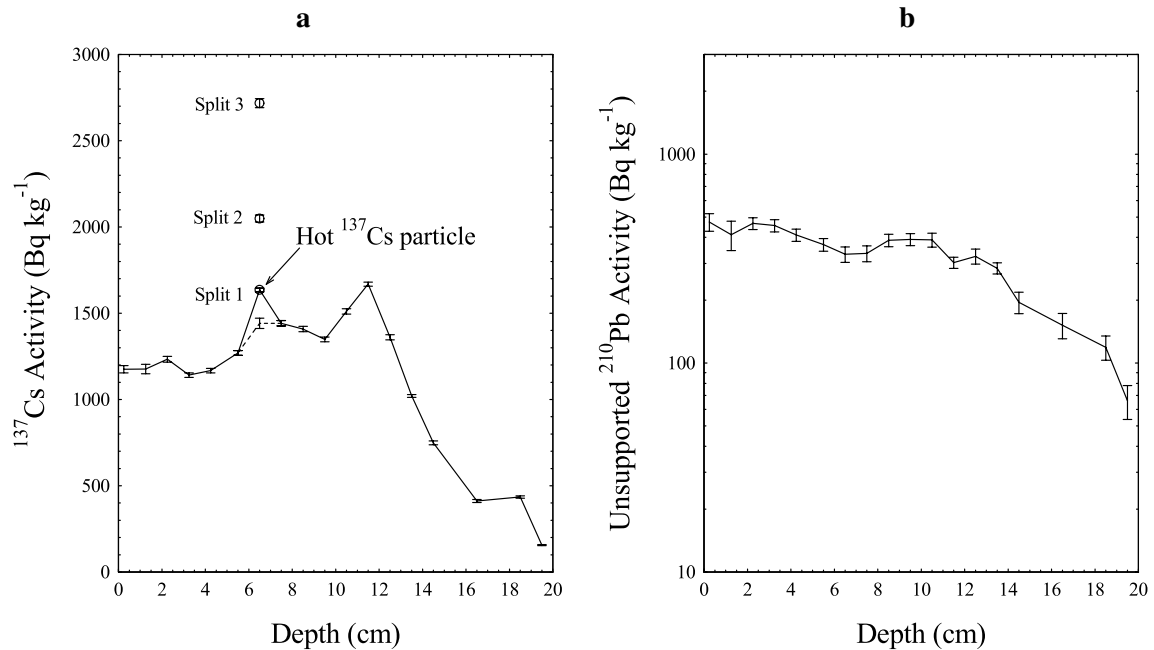 a
3000
2500
2000
1500
1000
500
0
0 2 4 6 8 10 12 14 16 18 20
Depth (cm)
¹³⁷Cs Activity (Bq kg⁻¹)
Split 3
Split 2
Hot ¹³⁷Cs particle
Split 1
b
1000
100
10
0 2 4 6 8 10 12 14 16 18 20
Depth (cm)
Unsupported ²¹⁰Pb Activity (Bq kg⁻¹)